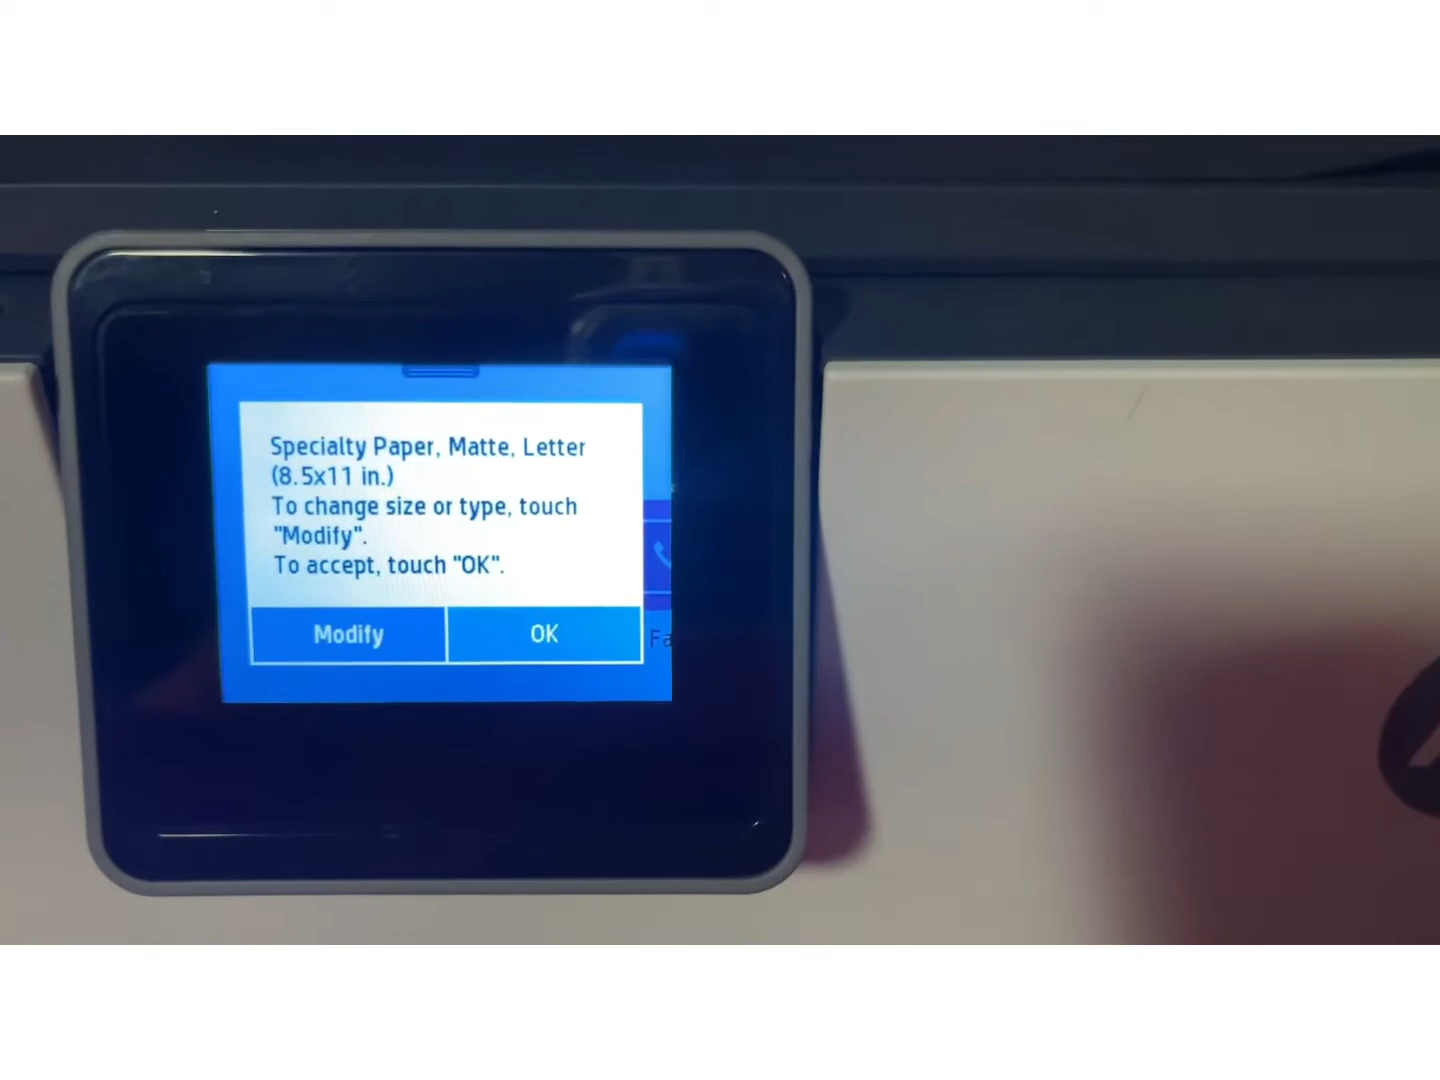 Specialty Paper, Matte, Letter
(8.5x11 in.)
To change size or type, touch
"Modify".
To accept, touch "OK".
Modify OK